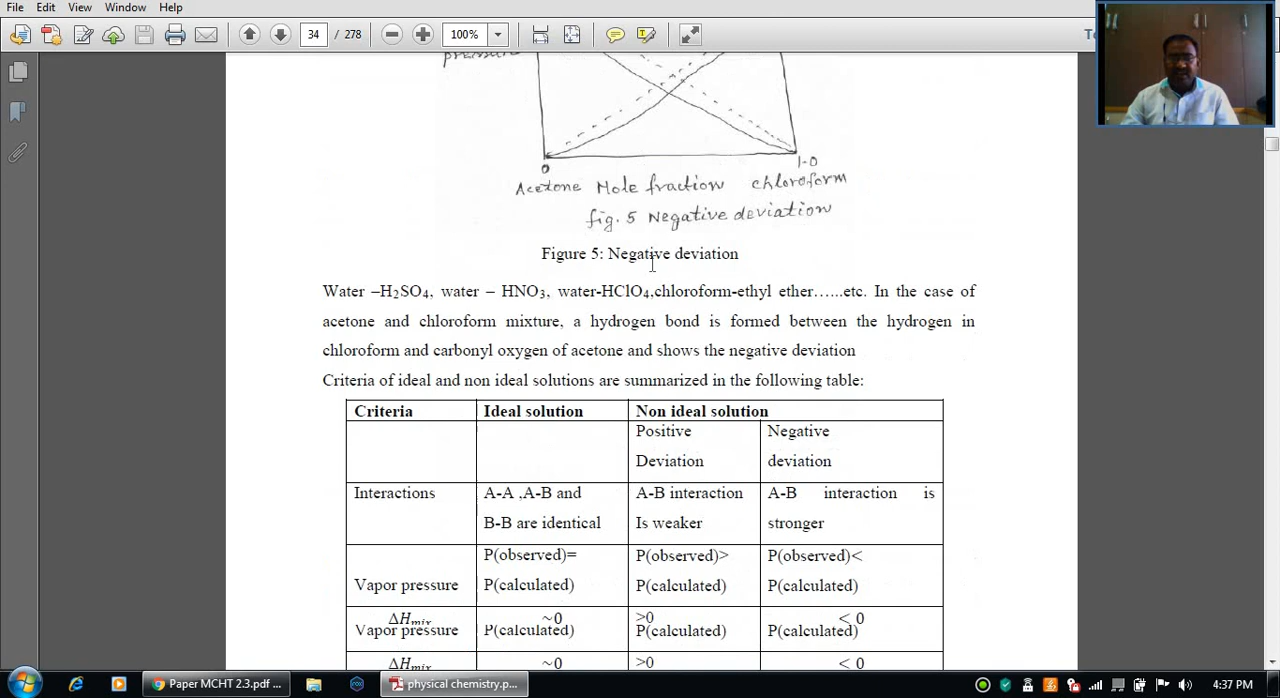 File Edit View Window Help
34 / 278 100%
0 1-0
Acetone Mole fraction chloroform
fig. 5 Negative deviation
Figure 5: Negative deviation
Water –H2SO4, water – HNO3, water-HClO4,chloroform-ethyl ether…...etc. In the case of
acetone and chloroform mixture, a hydrogen bond is formed between the hydrogen in
chloroform and carbonyl oxygen of acetone and shows the negative deviation
Criteria of ideal and non ideal solutions are summarized in the following table:
Criteria Ideal solution Non ideal solution
Positive Negative
Deviation deviation
Interactions A-A ,A-B and A-B interaction A-B interaction is
B-B are identical Is weaker stronger
P(observed)= P(observed)> P(observed)<
Vapor pressure P(calculated) P(calculated) P(calculated)
ΔHmix ~0 >0 < 0
Vapor pressure P(calculated) P(calculated) P(calculated)
ΔHmix ~0 >0 < 0
Paper MCHT 2.3.pdf ... physical chemistry.p... 4:37 PM